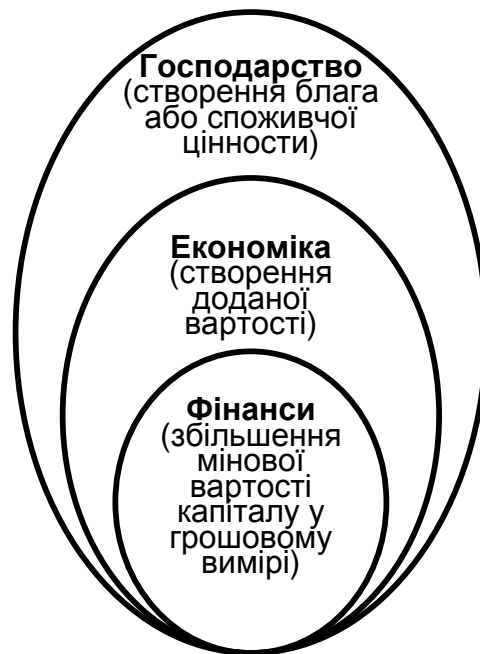 Господарство
(створення блага
або споживчої
цінности)
Економіка
(створення
доданої
вартості)
Фінанси
(збільшення
мінової
вартості
капіталу у
грошовому
вимірі)